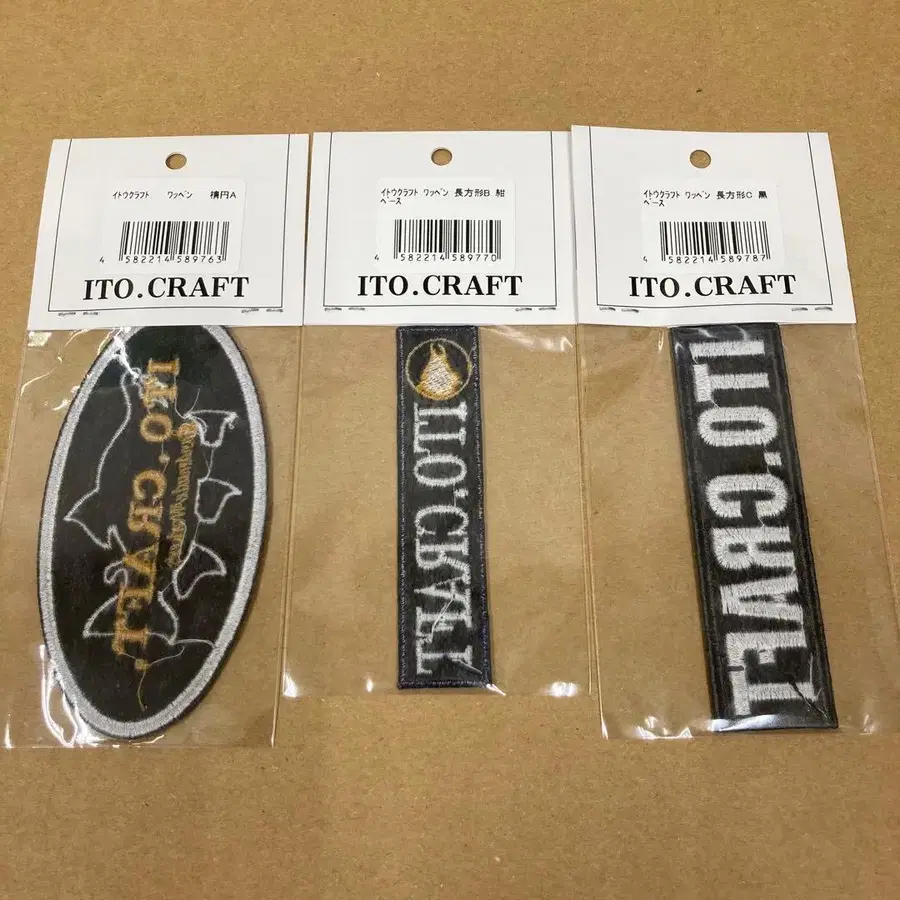 イトウクラフト ワッペン 楕円A
4 582214 589763
ITO.CRAFT
イトウクラフト ワッペン 長方形B 紺
ベース
4 582214 589770
ITO.CRAFT
イトウクラフト ワッペン 長方形C 黒
ベース
4 582214 589787
ITO.CRAFT
ITO.CRAFT
ITO.CRAFT
ITO.CRAFT